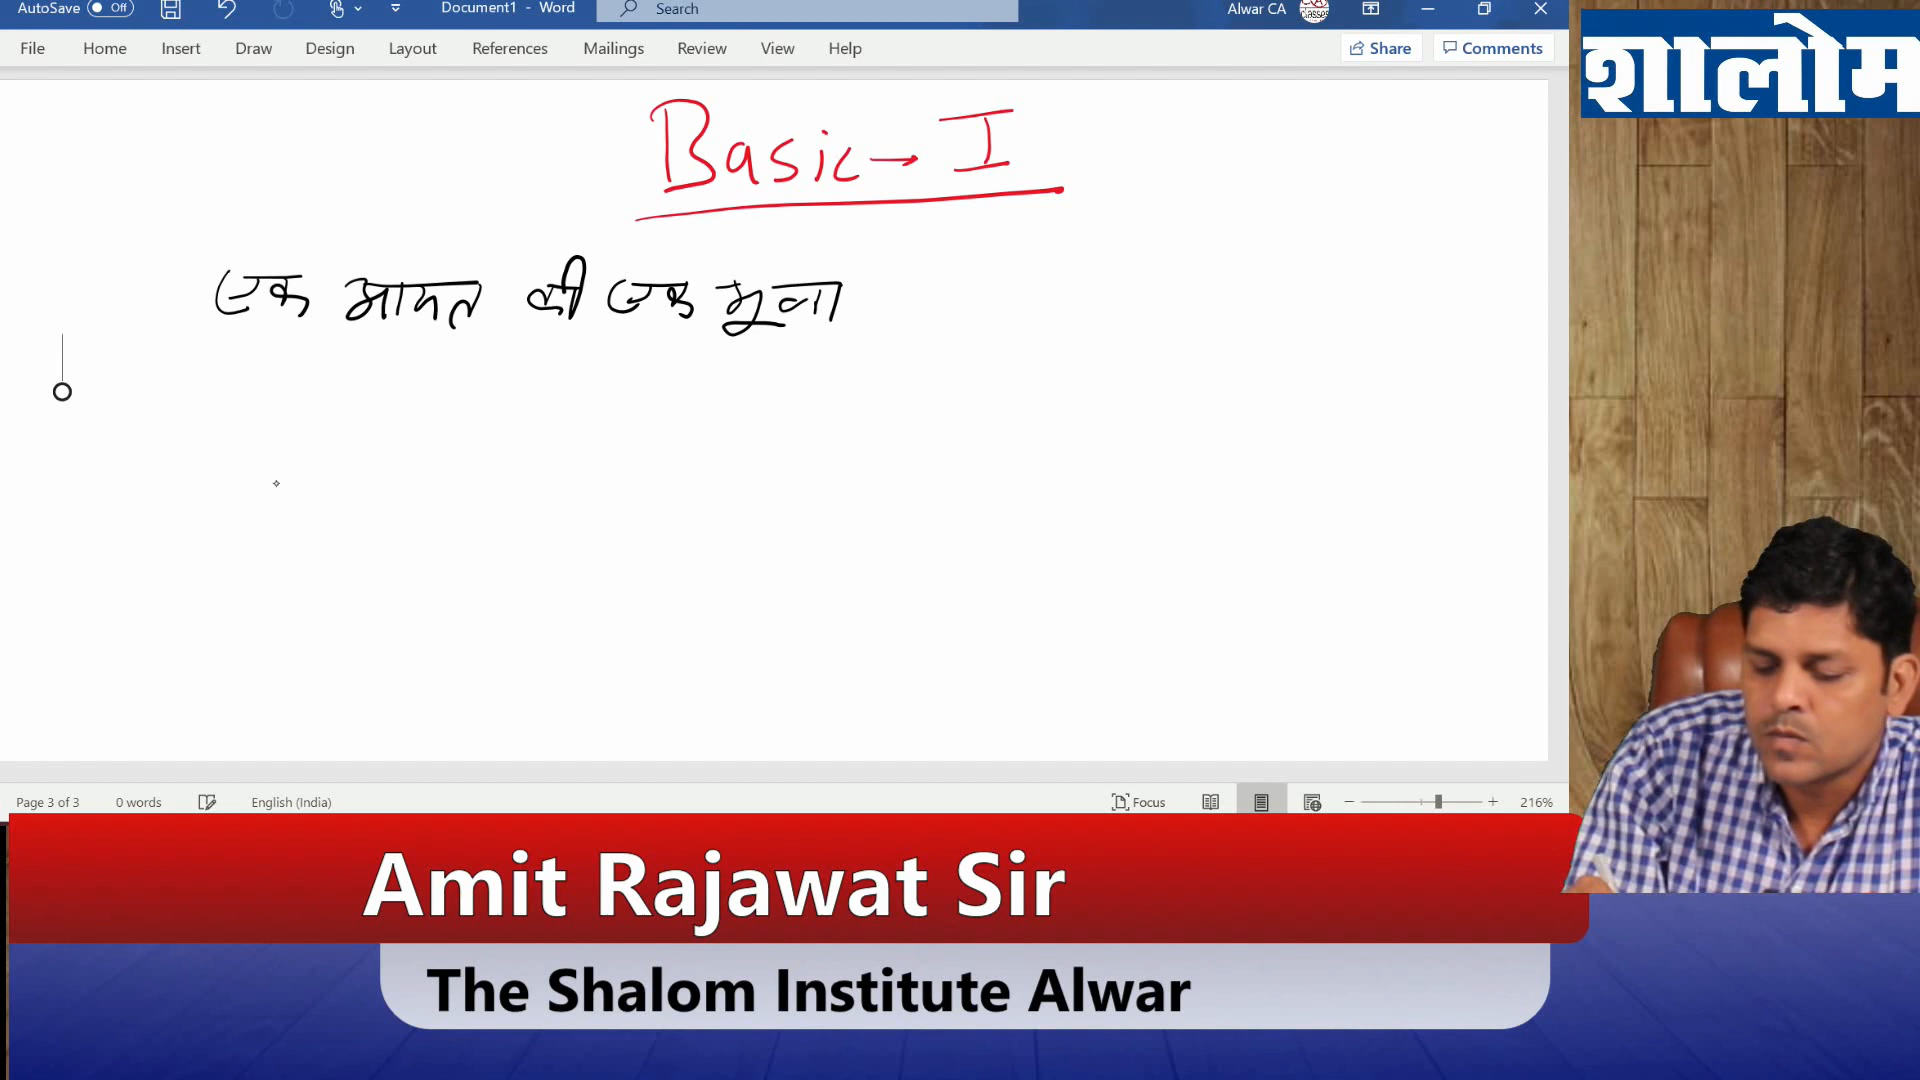 AutoSave Off Document1 - Word Search Alwar CA
File Home Insert Draw Design Layout References Mailings Review View Help Share Comments
शालोम
Basic → I
एक आयत की एक भुजा
Page 3 of 3 0 words English (India) Focus 216%
Amit Rajawat Sir
The Shalom Institute Alwar